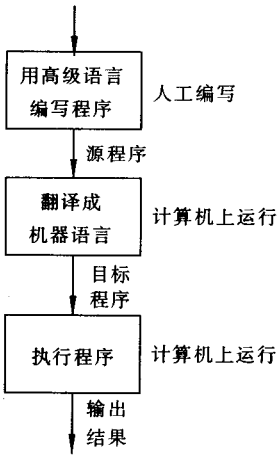 用高级语言
编写程序
人工编写
源程序
翻译成
机器语言
计算机上运行
目标
程序
执行程序
计算机上运行
输出
结果